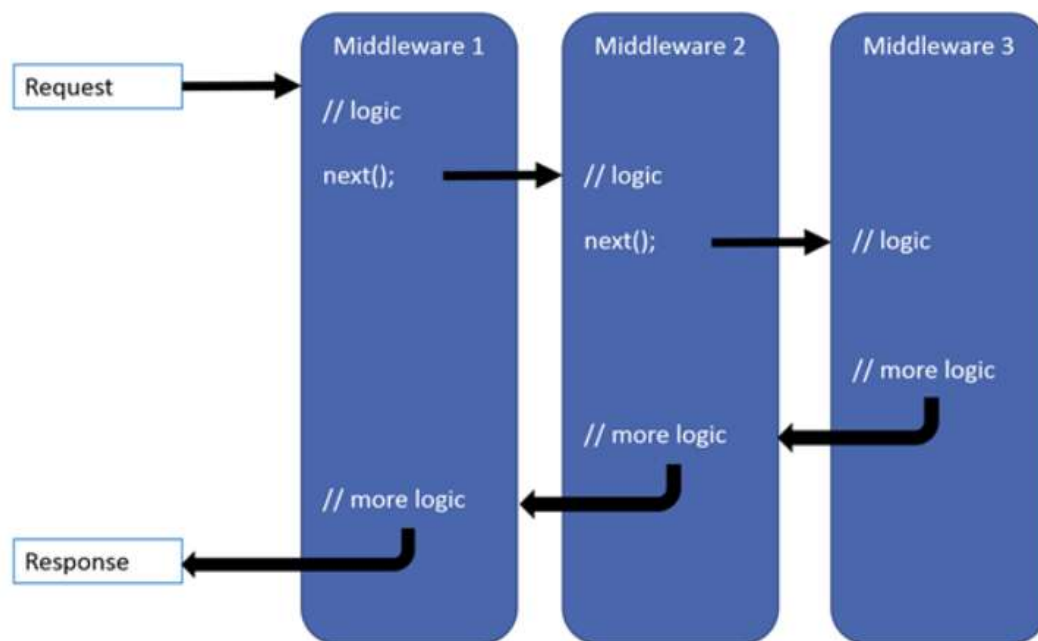 Middleware 1
Middleware 2
Middleware 3
Request
// logic
next();
// logic
next();
// logic
// more logic
// more logic
// more logic
Response